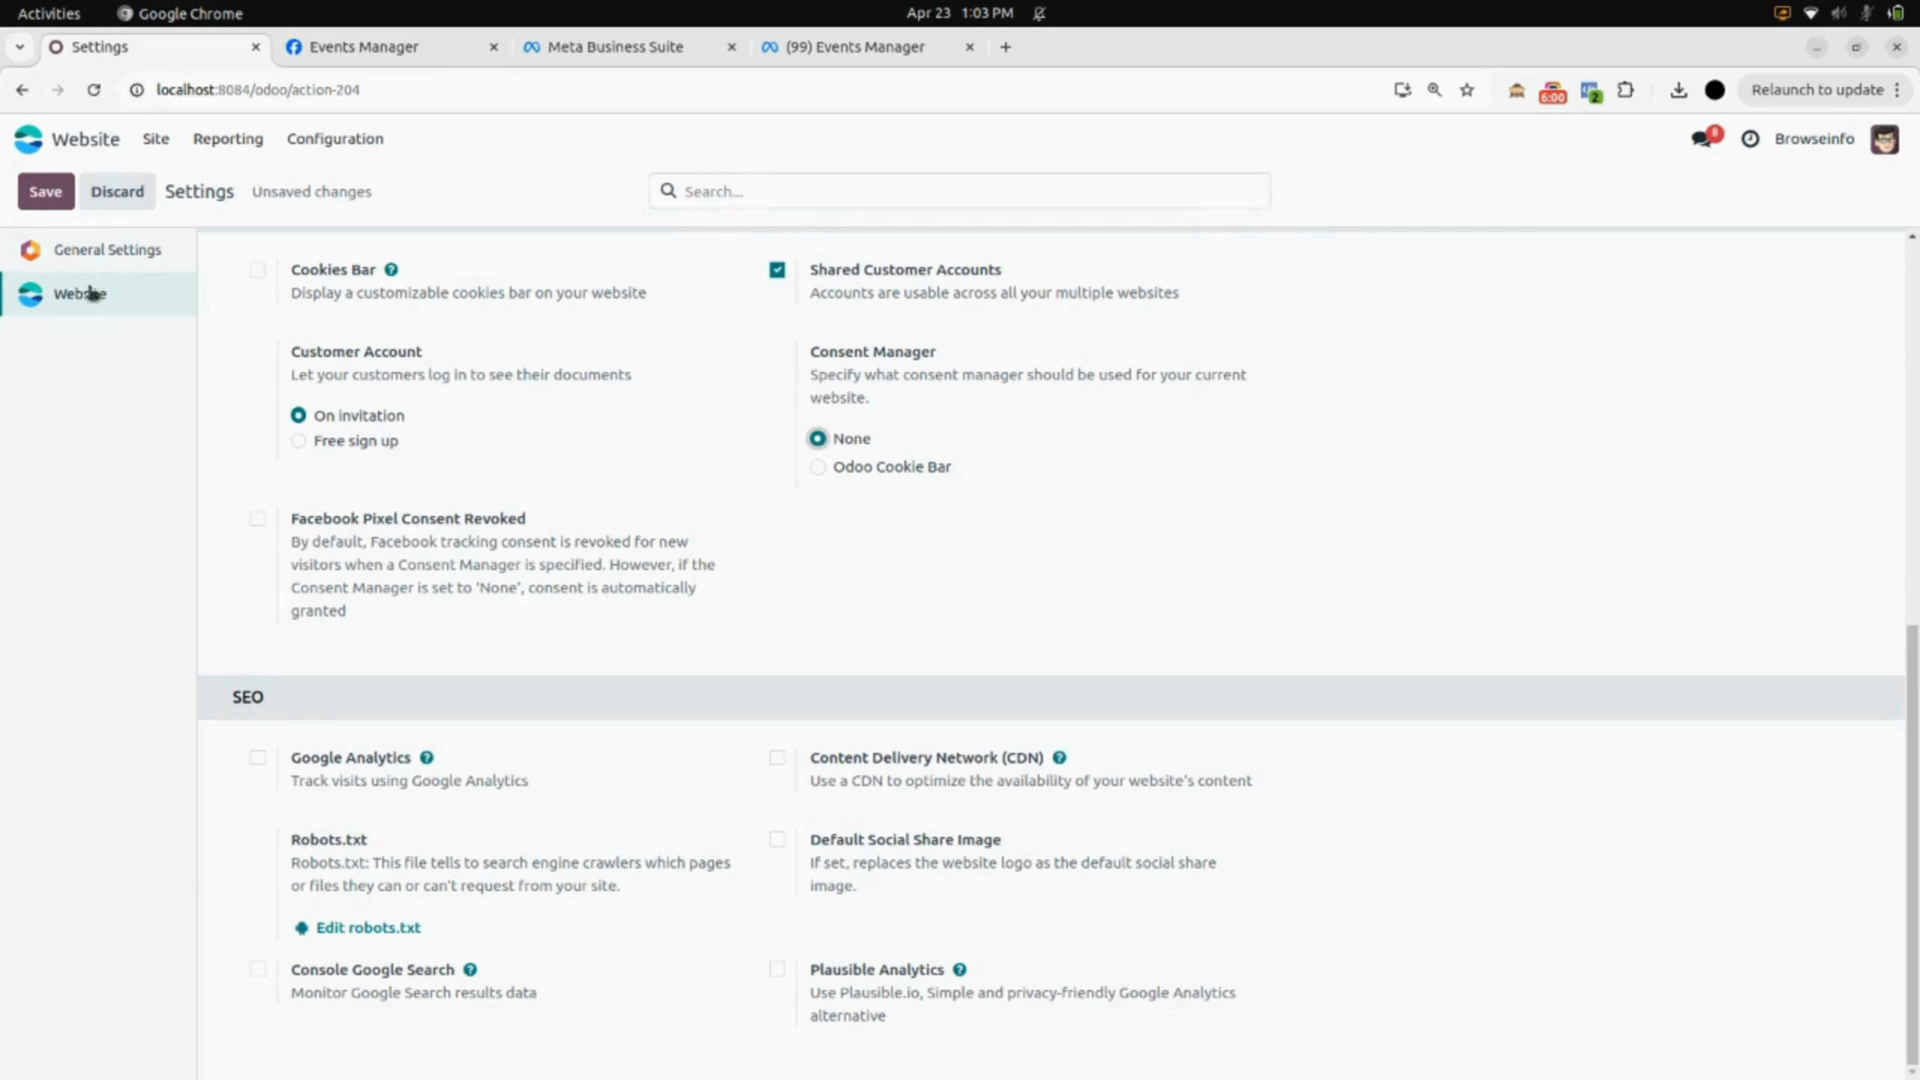 Activities
Google Chrome
Apr 23 1:03 PM
Settings
Events Manager
Meta Business Suite
(99) Events Manager
localhost:8084/odoo/action-204
6:00
2
Relaunch to update
Website
Site
Reporting
Configuration
8
Browseinfo
Save
Discard
Settings
Unsaved changes
Search...
General Settings
Website
Cookies Bar
Display a customizable cookies bar on your website
Shared Customer Accounts
Accounts are usable across all your multiple websites
Customer Account
Let your customers log in to see their documents
On invitation
Free sign up
Consent Manager
Specify what consent manager should be used for your current
website.
None
Odoo Cookie Bar
Facebook Pixel Consent Revoked
By default, Facebook tracking consent is revoked for new
visitors when a Consent Manager is specified. However, if the
Consent Manager is set to 'None', consent is automatically
granted
SEO
Google Analytics
Track visits using Google Analytics
Content Delivery Network (CDN)
Use a CDN to optimize the availability of your website's content
Robots.txt
Robots.txt: This file tells to search engine crawlers which pages
or files they can or can't request from your site.
Edit robots.txt
Default Social Share Image
If set, replaces the website logo as the default social share
image.
Console Google Search
Monitor Google Search results data
Plausible Analytics
Use Plausible.io, Simple and privacy-friendly Google Analytics
alternative